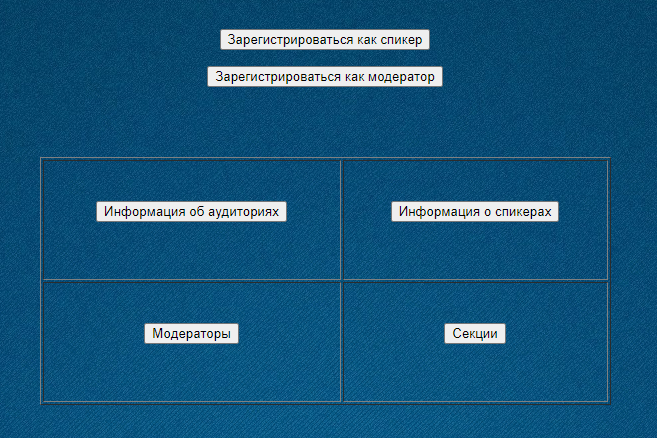 Зарегистрироваться как спикер
Зарегистрироваться как модератор
Информация об аудиториях
Информация о спикерах
Модераторы
Секции